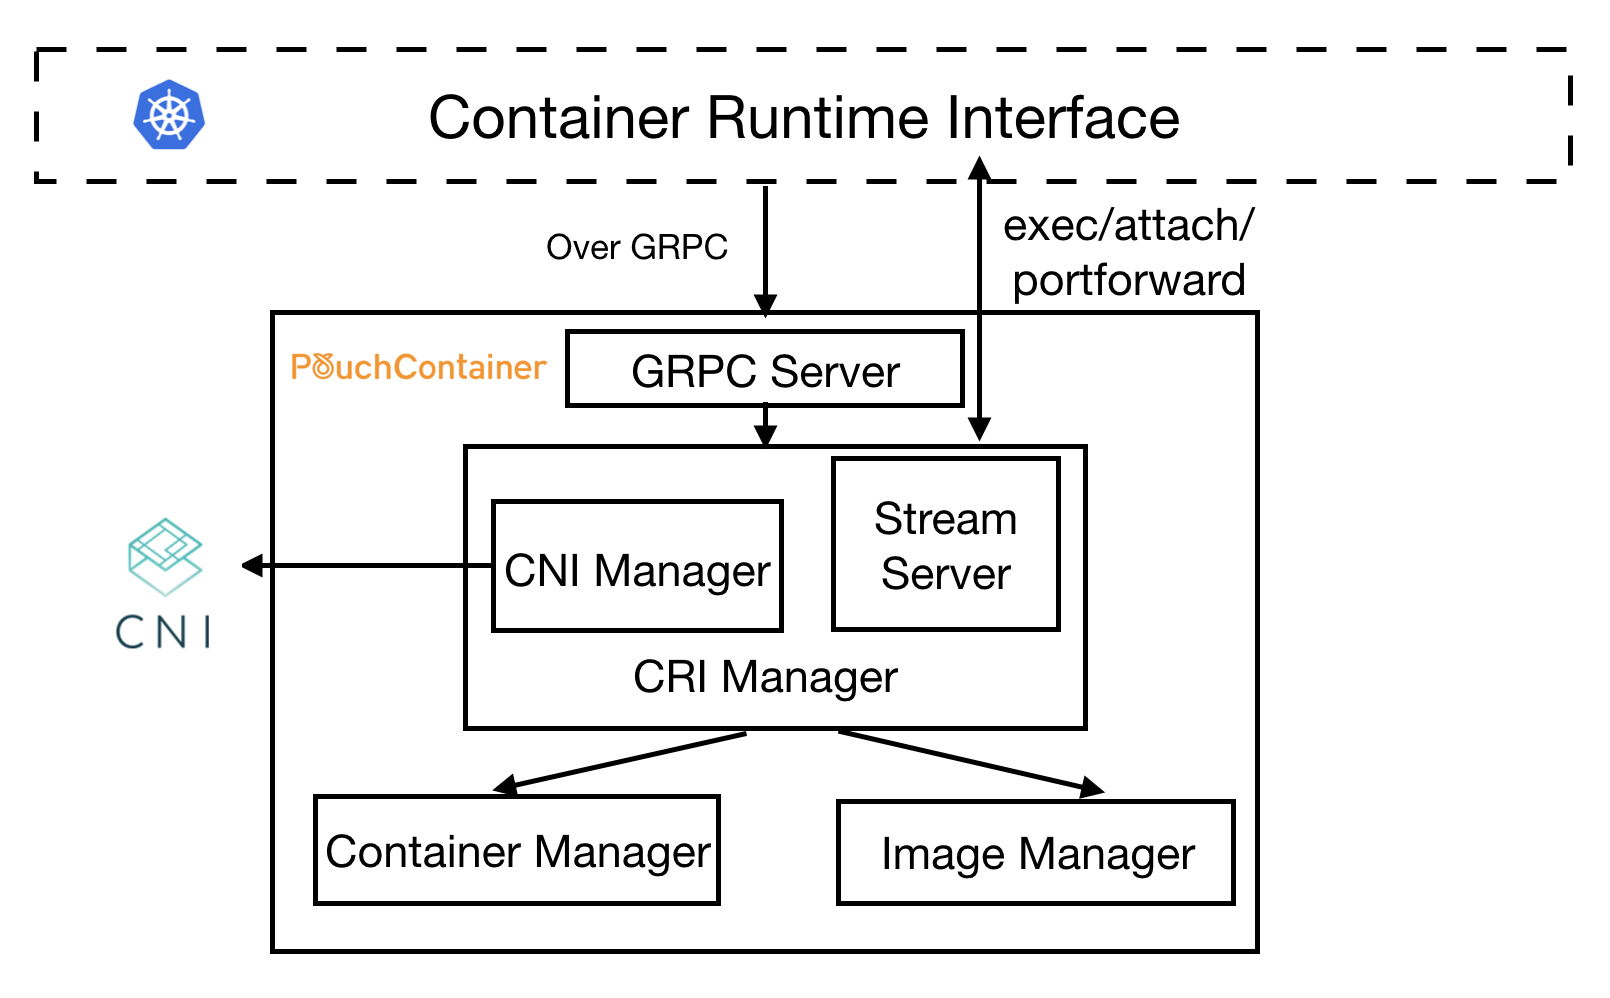 Container Runtime Interface
Over GRPC
exec/attach/
portforward
PouchContainer
GRPC Server
Stream
Server
CNI Manager
CNI
CRI Manager
Container Manager
Image Manager